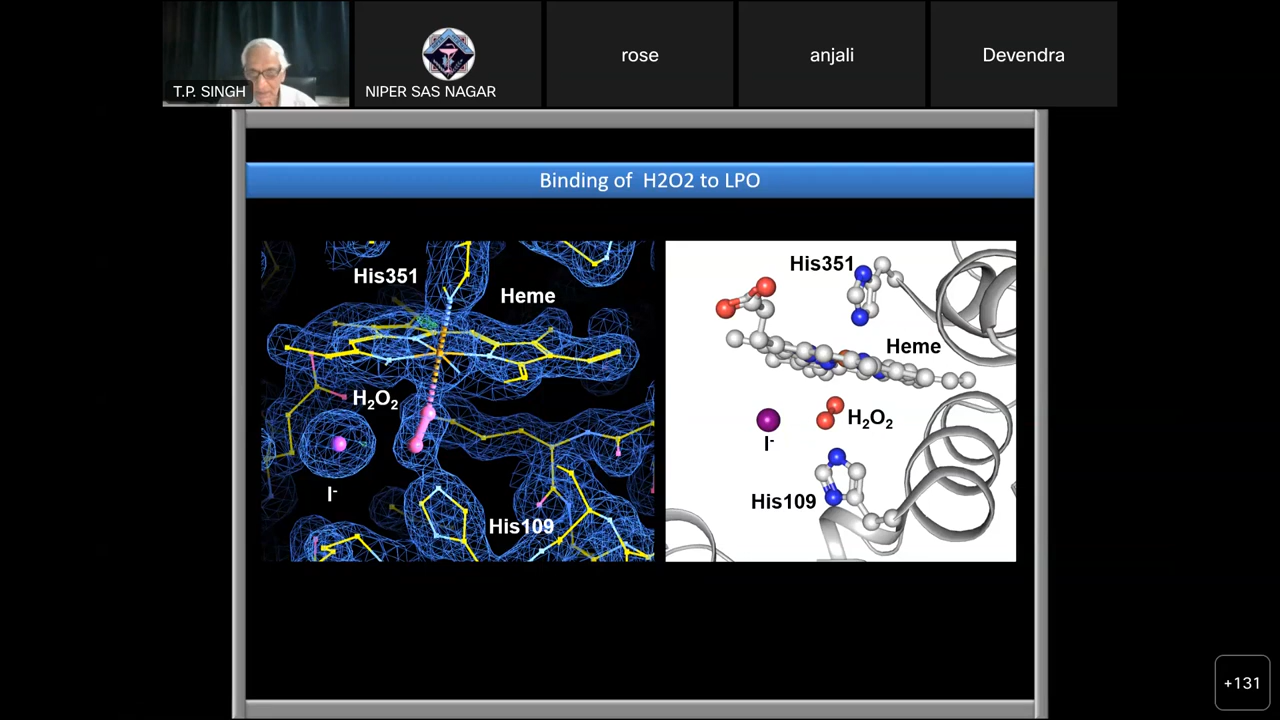 T.P. SINGH
NIPER SAS NAGAR
rose
anjali
Devendra
Binding of H2O2 to LPO
His351
Heme
H₂O₂
I⁻
His109
His351
Heme
H₂O₂
I⁻
His109
+131